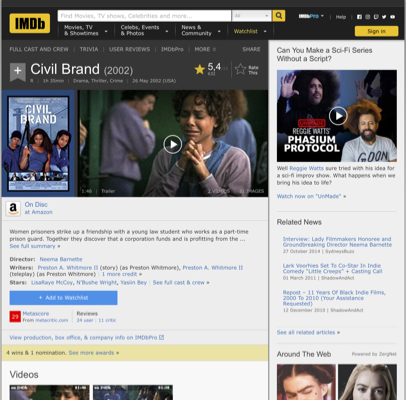 IMDb
Find Movies, TV shows, Celebrities and more...
All
IMDbPro
Help
Movies, TV & Showtimes
Celebs, Events & Photos
News & Community
Watchlist
Sign in
FULL CAST AND CREW | TRIVIA | USER REVIEWS | IMDbPro | MORE
SHARE
Civil Brand (2002)
5,4
Rate This
R | 1h 35min | Drama, Thriller, Crime | 26 May 2002 (USA)
CIVIL BRAND
1:46 | Trailer
2 VIDEOS
31 IMAGES
On Disc
at Amazon
Women prisoners strike up a friendship with a young law student who works as a part-time
prison guard. Together they discover that a corporation funds and is profiting from the ...
See full summary »
Director: Neema Barnette
Writers: Preston A. Whitmore II (story) (as Preston Whitmore), Preston A. Whitmore II
(teleplay) (as Preston Whitmore) | 1 more credit »
Stars: LisaRaye McCoy, N'Bushe Wright, Yasiin Bey | See full cast & crew »
+ Add to Watchlist
29
Metascore
From metacritic.com
Reviews
24 user | 11 critic
View production, box office, & company info on IMDbPro
4 wins & 1 nomination. See more awards »
Videos
Can You Make a Sci-Fi Series
Without a Script?
REGGIE WATTS'
PHASIUM
PROTOCOL
Well Reggie Watts sure tried with his idea
for a sci-fi improv show. What happens when
we bring his idea to life?
Watch now on "UnMade" »
Related News
Interview: Lady Filmmakers Honoree and
Groundbreaking Director Neema Barnette
27 October 2014 | SydneysBuzz
Lark Voorhies Set To Co-Star In Indie
Comedy "Little Creeps" + Casting Call
01 March 2011 | ShadowAndAct
Repost – 11 Years Of Black Indie Films,
2000 To 2010 (Your Assistance
Requested)
12 December 2010 | ShadowAndAct
See all related articles »
Around The Web
Powered by ZergNet